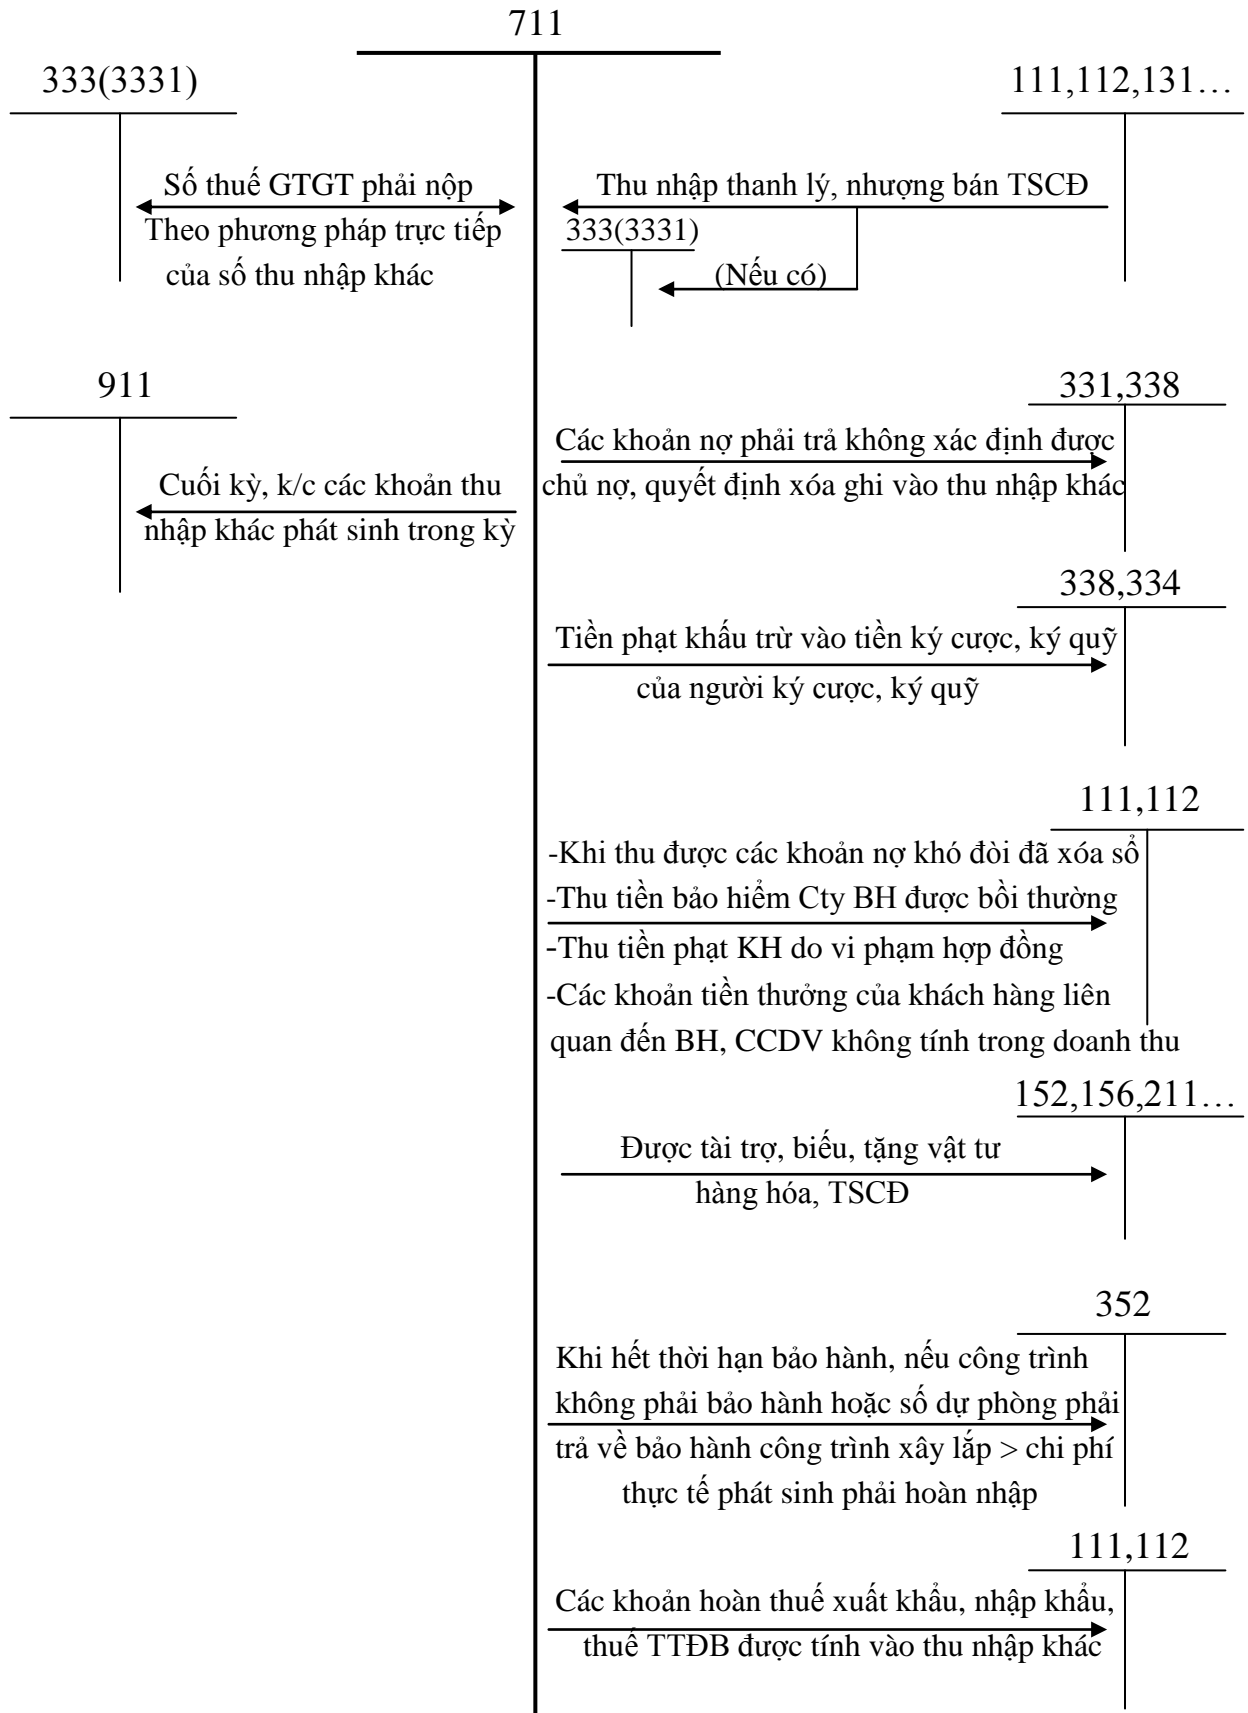 711
333(3331)
111,112,131…
Số thuế GTGT phải nộp
Theo phương pháp trực tiếp
của số thu nhập khác
Thu nhập thanh lý, nhượng bán TSCĐ
333(3331)
(Nếu có)
911
Cuối kỳ, k/c các khoản thu
nhập khác phát sinh trong kỳ
331,338
Các khoản nợ phải trả không xác định được
chủ nợ, quyết định xóa ghi vào thu nhập khác
338,334
Tiền phạt khấu trừ vào tiền ký cược, ký quỹ
của người ký cược, ký quỹ
111,112
-Khi thu được các khoản nợ khó đòi đã xóa sổ
-Thu tiền bảo hiểm Cty BH được bồi thường
-Thu tiền phạt KH do vi phạm hợp đồng
-Các khoản tiền thưởng của khách hàng liên
quan đến BH, CCDV không tính trong doanh thu
152,156,211…
Được tài trợ, biếu, tặng vật tư
hàng hóa, TSCĐ
352
Khi hết thời hạn bảo hành, nếu công trình
không phải bảo hành hoặc số dự phòng phải
trả về bảo hành công trình xây lắp > chi phí
thực tế phát sinh phải hoàn nhập
111,112
Các khoản hoàn thuế xuất khẩu, nhập khẩu,
thuế TTĐB được tính vào thu nhập khác